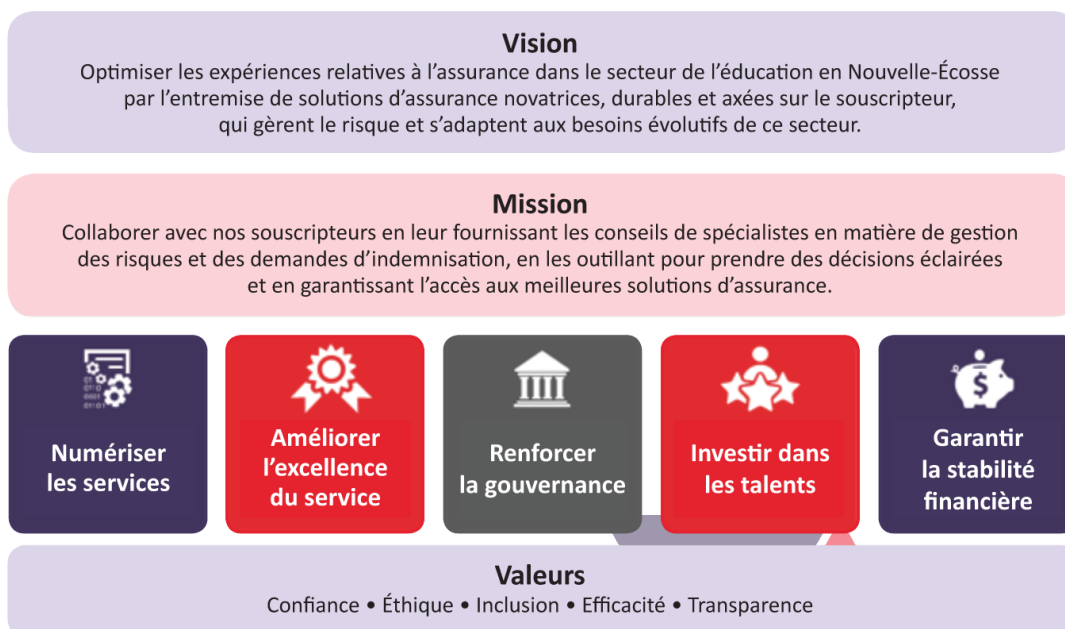 Vision
Optimiser les expériences relatives à l’assurance dans le secteur de l’éducation en Nouvelle-Écosse
par l’entremise de solutions d’assurance novatrices, durables et axées sur le souscripteur,
qui gèrent le risque et s’adaptent aux besoins évolutifs de ce secteur.
Mission
Collaborer avec nos souscripteurs en leur fournissant les conseils de spécialistes en matière de gestion
des risques et des demandes d’indemnisation, en les outillant pour prendre des décisions éclairées
et en garantissant l’accès aux meilleures solutions d’assurance.
Numériser
les services
Améliorer
l’excellence
du service
Renforcer
la gouvernance
Investir dans
les talents
$
Garantir
la stabilité
financière
Valeurs
Confiance • Éthique • Inclusion • Efficacité • Transparence